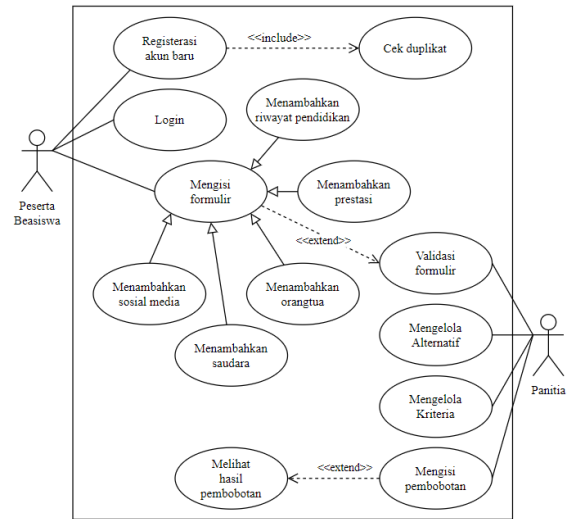 <<include>>
Registerasi
akun baru
Cek duplikat
Menambahkan
riwayat pendidikan
Login
Mengisi
formulir
Menambahkan
prestasi
Peserta
Beasiswa
<<extend>>
Validasi
formulir
Menambahkan
sosial media
Menambahkan
orangtua
Menambahkan
saudara
Mengelola
Alternatif
Panitia
Mengelola
Kriteria
Melihat
hasil
pembobotan
<<extend>>
Mengisi
pembobotan